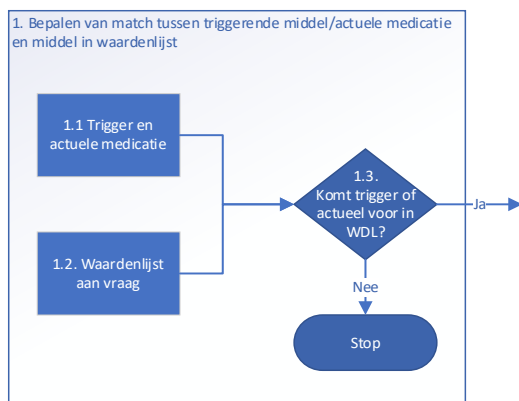 1. Bepalen van match tussen triggerende middel/actuele medicatie
en middel in waardenlijst
1.1 Trigger en
actuele medicatie
1.2. Waardenlijst
aan vraag
1.3.
Komt trigger of
actueel voor in
WDL?
Ja
Nee
Stop